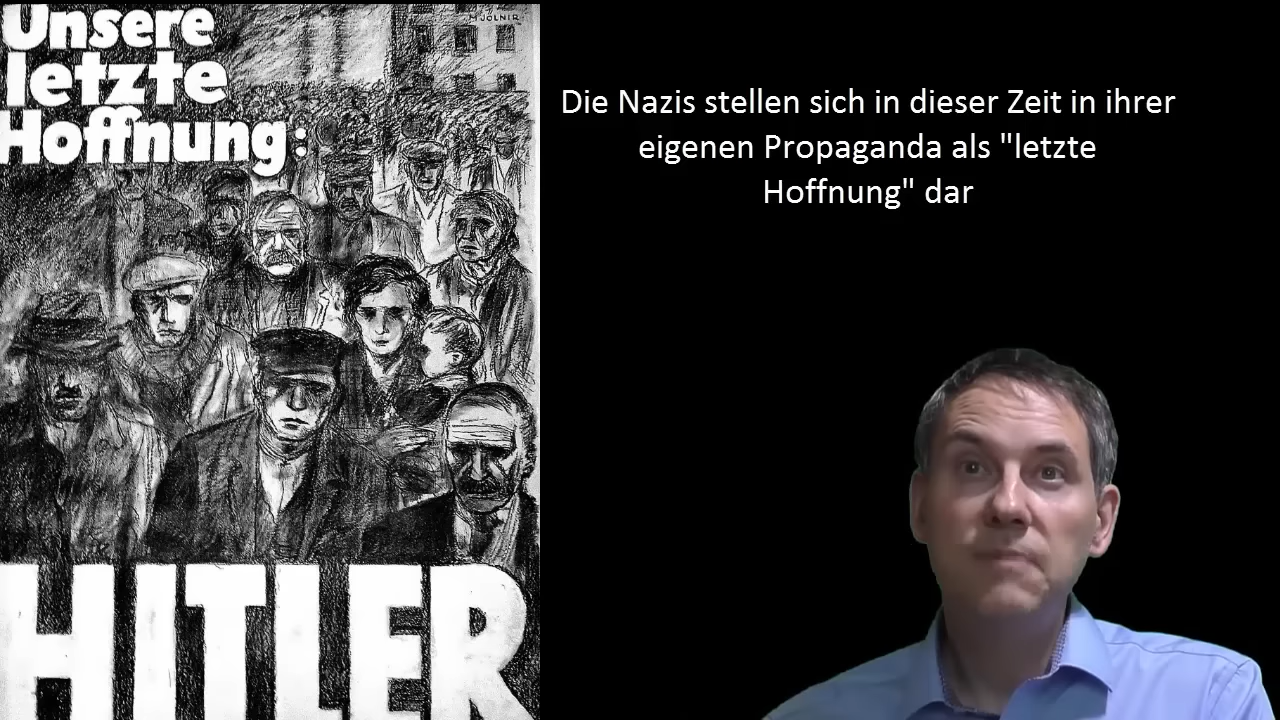 Unsere
letzte
Hoffnung:
MJÖLNIR
HITLER
Die Nazis stellen sich in dieser Zeit in ihrer
eigenen Propaganda als "letzte
Hoffnung" dar